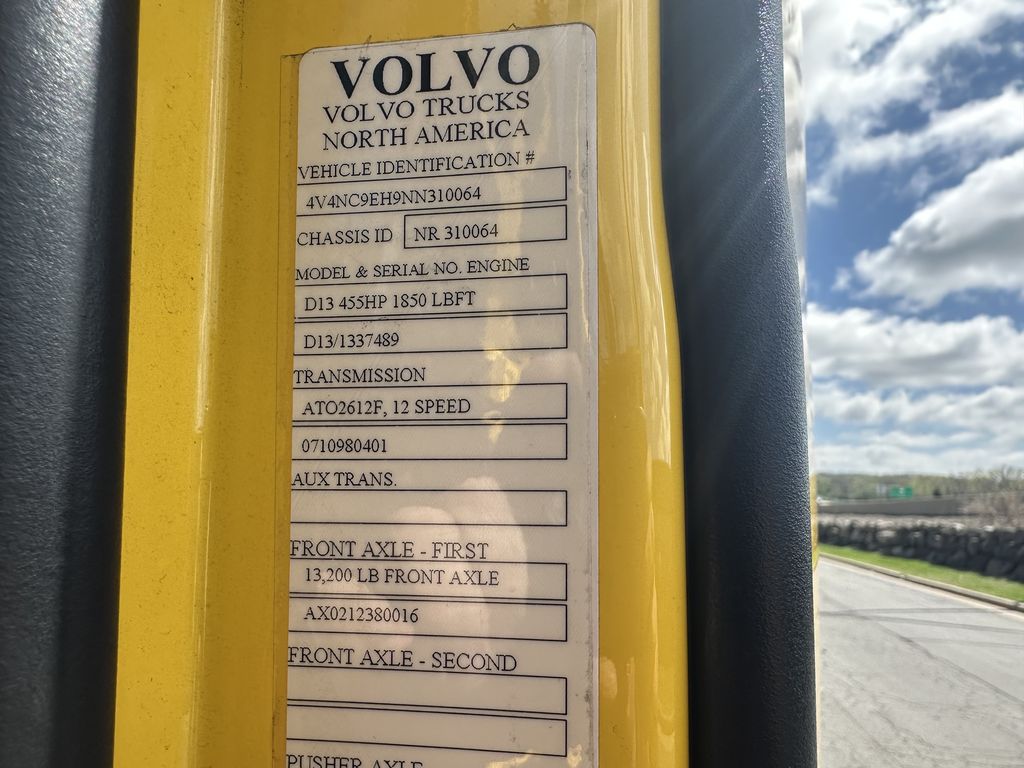 VOLVO
VOLVO TRUCKS
NORTH AMERICA
VEHICLE IDENTIFICATION #
4V4NC9EH9NN310064
CHASSIS ID NR 310064
MODEL & SERIAL NO. ENGINE
D13 455HP 1850 LBFT
D13/1337489
TRANSMISSION
ATO2612F, 12 SPEED
0710980401
AUX TRANS.
FRONT AXLE - FIRST
13,200 LB FRONT AXLE
AX0212380016
FRONT AXLE - SECOND
PUSHER AXLE